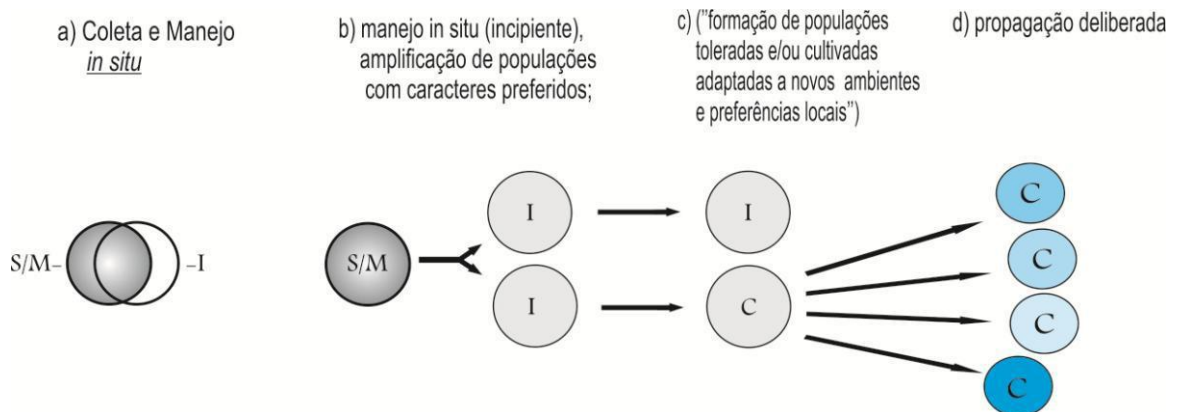 a) Coleta e Manejo
in situ
b) manejo in situ (incipiente),
amplificação de populações
com caracteres preferidos;
c) ("formação de populações
toleradas e/ou cultivadas
adaptadas a novos ambientes
e preferências locais")
d) propagação deliberada
S/M–
–I
S/M
I
I
I
C
C
C
C
C